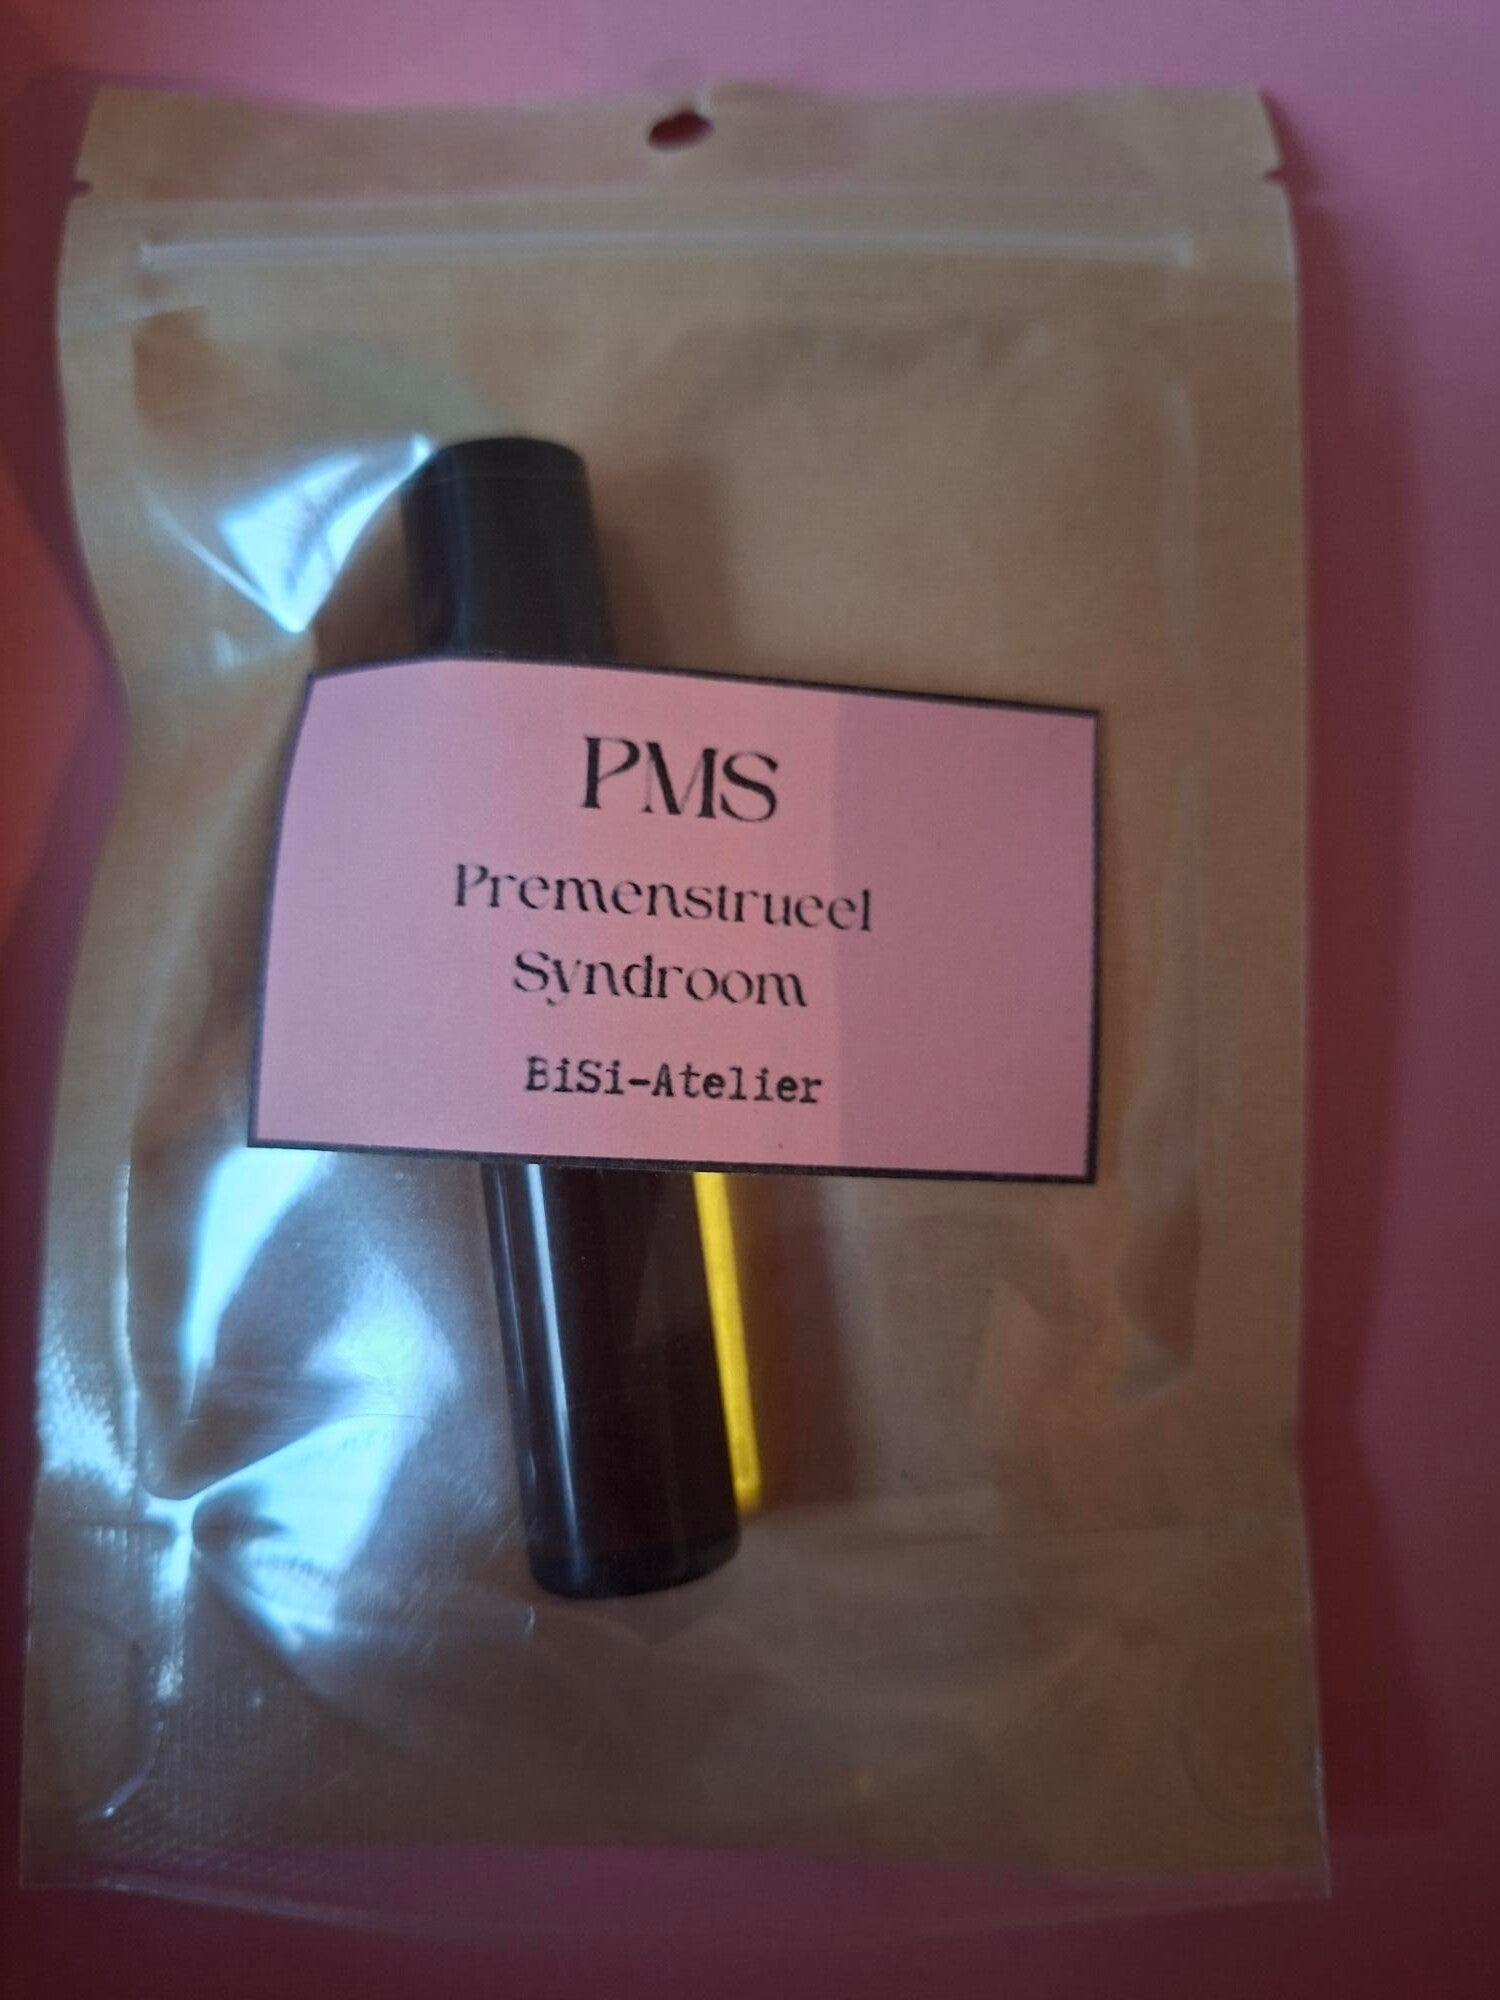 PMS
Premenstrueel
Syndroom
BiSi-Atelier